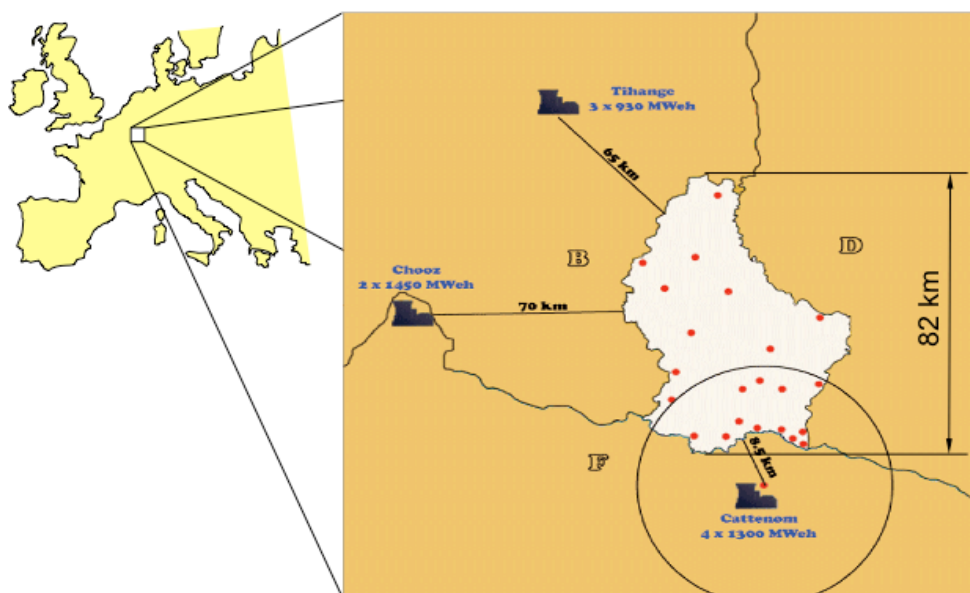 Tihange
3 x 930 MWeh
65 km
B
D
Chooz
2 x 1450 MWeh
70 km
82 km
F
8.5 km
Cattenom
4 x 1300 MWeh